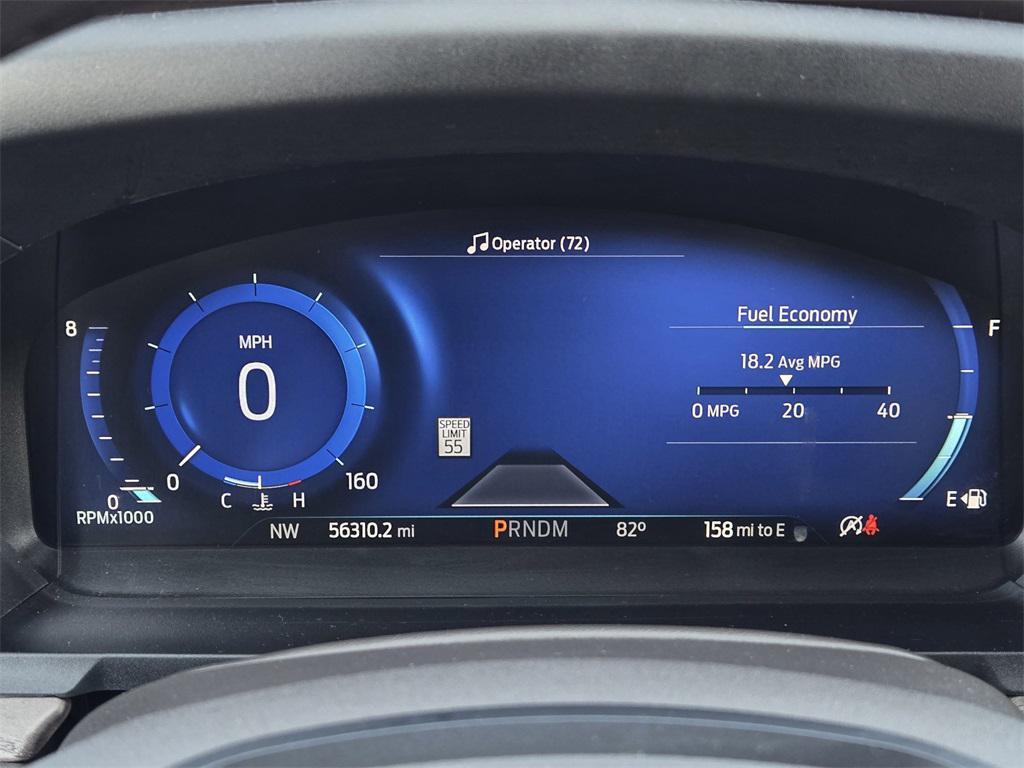 Operator (72)
8
MPH
0
0
160
C
H
0
RPMx1000
SPEED
LIMIT
55
Fuel Economy
18.2 Avg MPG
0 MPG 20 40
F
E
NW 56310.2 mi PRNDM 82° 158 mi to E